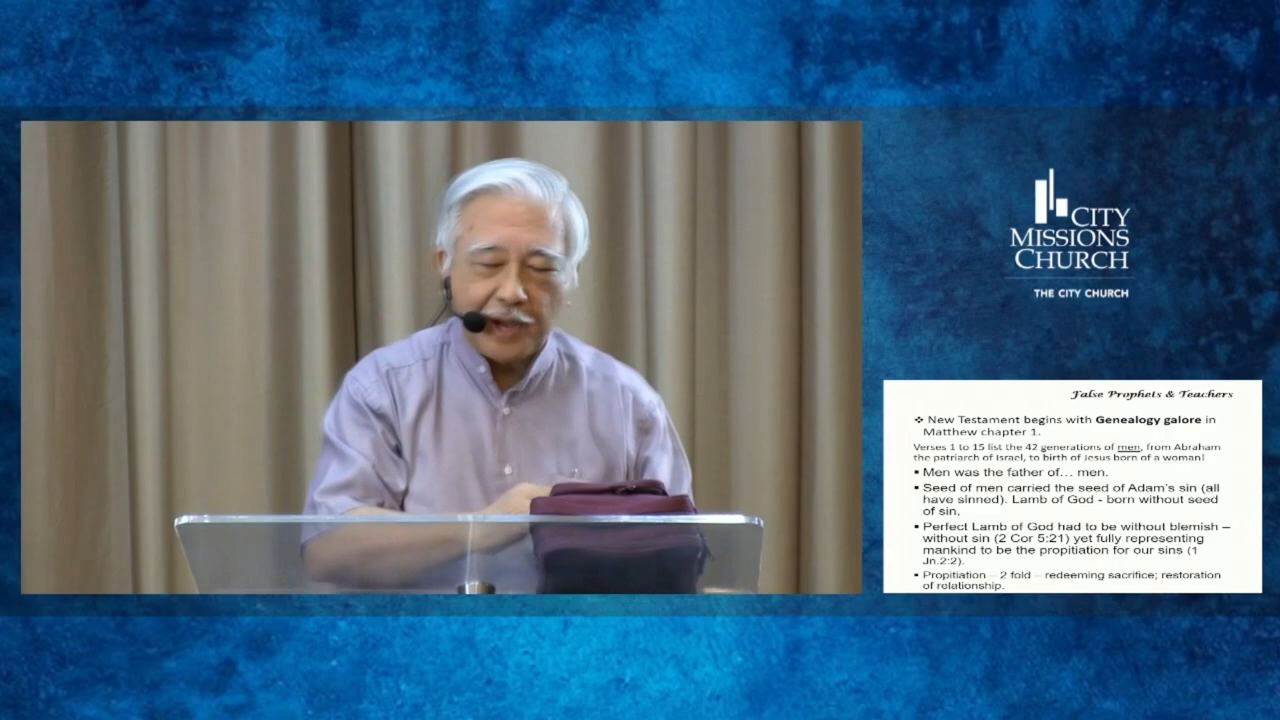 CITY
MISSIONS
CHURCH
THE CITY CHURCH
False Prophets & Teachers
❖ New Testament begins with Genealogy galore in
Matthew chapter 1.
Verses 1 to 15 list the 42 generations of men, from Abraham
the patriarch of Israel, to birth of Jesus born of a woman!
▪ Men was the father of... men.
▪ Seed of men carried the seed of Adam's sin (all
have sinned). Lamb of God - born without seed
of sin,
▪ Perfect Lamb of God had to be without blemish –
without sin (2 Cor 5:21) yet fully representing
mankind to be the propitiation for our sins (1
Jn.2:2).
▪ Propitiation – 2 fold – redeeming sacrifice; restoration
of relationship.